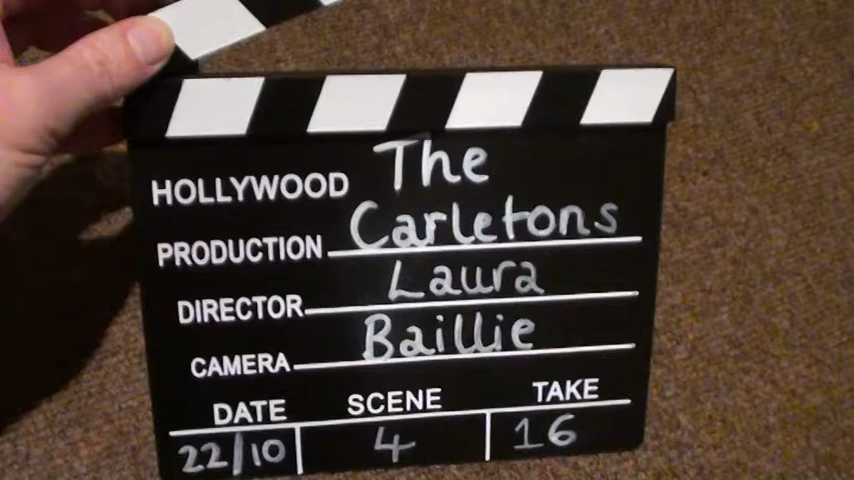 HOLLYWOOD The
PRODUCTION Carletons
DIRECTOR Laura
CAMERA Baillie
DATE SCENE TAKE
22/10 4 16